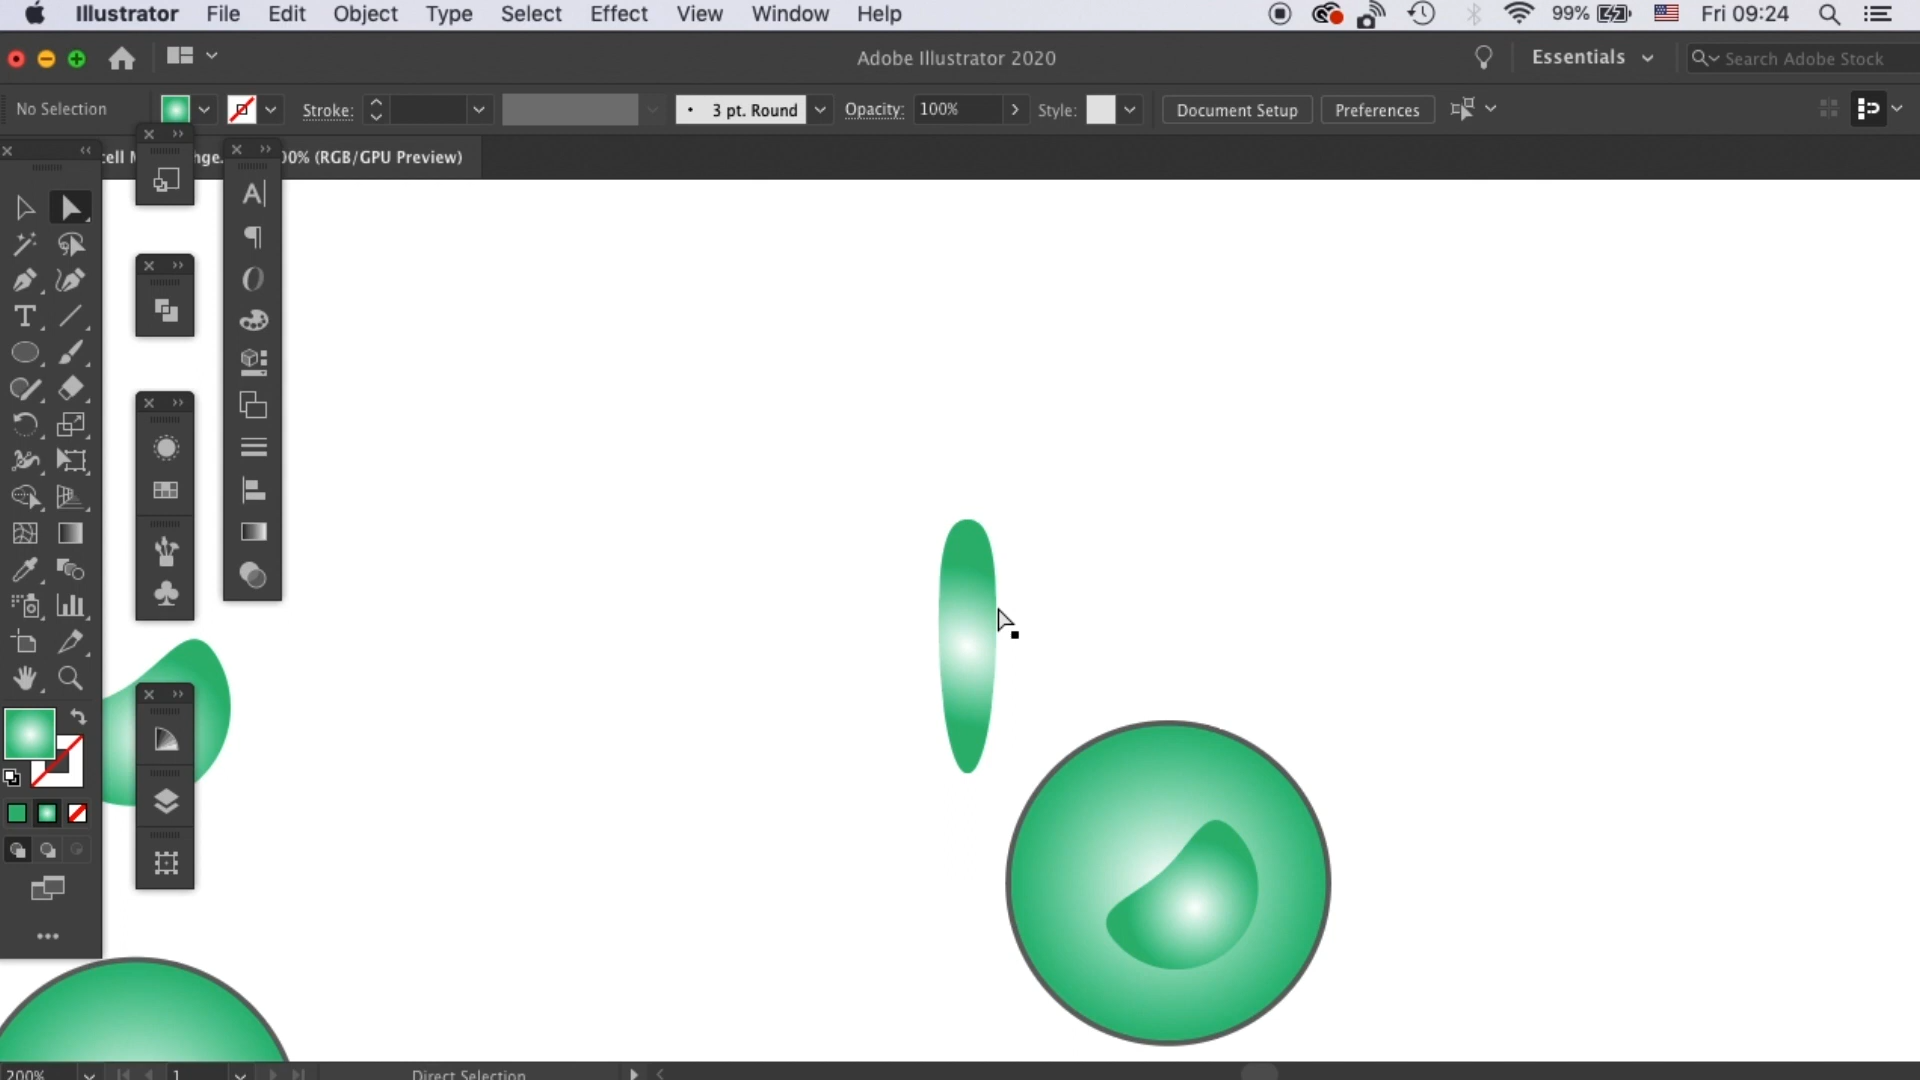 Illustrator File Edit Object Type Select Effect View Window Help 99% Fri 09:24
Adobe Illustrator 2020 Essentials Search Adobe Stock
No Selection Stroke: 3 pt. Round Opacity: 100% Style: Document Setup Preferences
00% (RGB/GPU Preview)
200% 1 Direct Selection